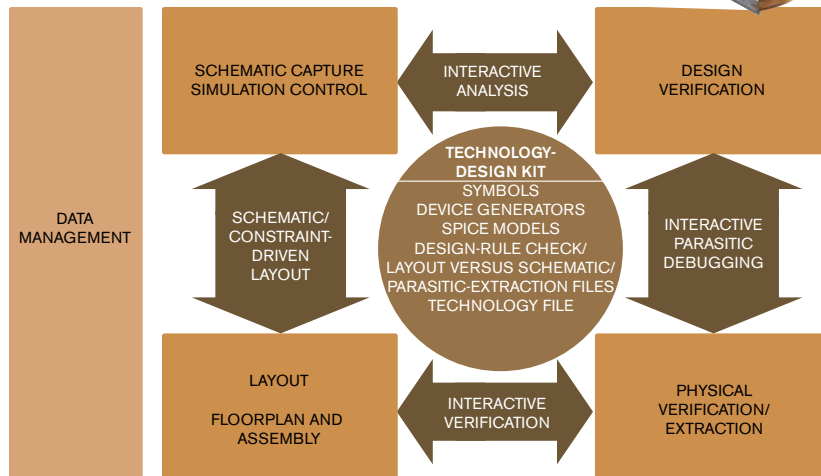 SCHEMATIC CAPTURE
SIMULATION CONTROL
INTERACTIVE
ANALYSIS
DESIGN
VERIFICATION
TECHNOLOGY-
DESIGN KIT
SYMBOLS
DEVICE GENERATORS
SPICE MODELS
DESIGN-RULE CHECK/
LAYOUT VERSUS SCHEMATIC/
PARASITIC-EXTRACTION FILES
TECHNOLOGY FILE
DATA
MANAGEMENT
SCHEMATIC/
CONSTRAINT-
DRIVEN
LAYOUT
INTERACTIVE
PARASITIC
DEBUGGING
LAYOUT
FLOORPLAN AND
ASSEMBLY
INTERACTIVE
VERIFICATION
PHYSICAL
VERIFICATION/
EXTRACTION